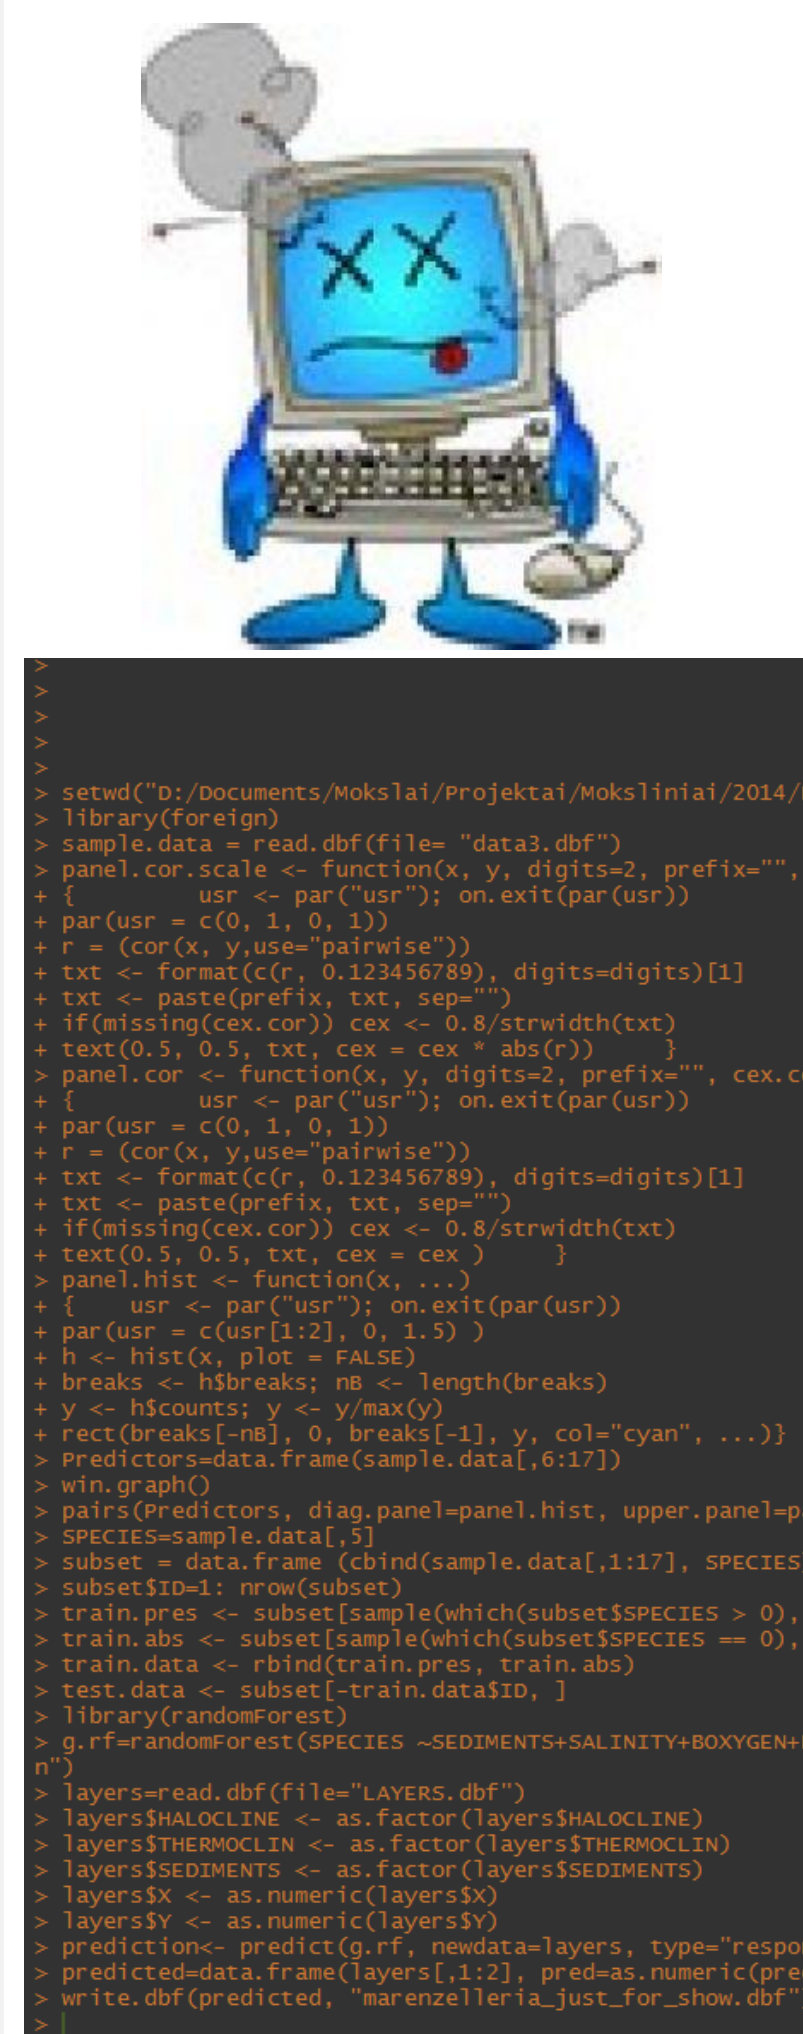 TM
>
>
>
>
>
> setwd("D:/Documents/Mokslai/Projektai/Moksliniai/2014/
> library(foreign)
> sample.data = read.dbf(file= "data3.dbf")
> panel.cor.scale <- function(x, y, digits=2, prefix="",
+ {         usr <- par("usr"); on.exit(par(usr))
+ par(usr = c(0, 1, 0, 1))
+ r = (cor(x, y,use="pairwise"))
+ txt <- format(c(r, 0.123456789), digits=digits)[1]
+ txt <- paste(prefix, txt, sep="")
+ if(missing(cex.cor)) cex <- 0.8/strwidth(txt)
+ text(0.5, 0.5, txt, cex = cex * abs(r))     }
> panel.cor <- function(x, y, digits=2, prefix="", cex.c
+ {         usr <- par("usr"); on.exit(par(usr))
+ par(usr = c(0, 1, 0, 1))
+ r = (cor(x, y,use="pairwise"))
+ txt <- format(c(r, 0.123456789), digits=digits)[1]
+ txt <- paste(prefix, txt, sep="")
+ if(missing(cex.cor)) cex <- 0.8/strwidth(txt)
+ text(0.5, 0.5, txt, cex = cex )     }
> panel.hist <- function(x, ...)
+ {    usr <- par("usr"); on.exit(par(usr))
+ par(usr = c(usr[1:2], 0, 1.5) )
+ h <- hist(x, plot = FALSE)
+ breaks <- h$breaks; nB <- length(breaks)
+ y <- h$counts; y <- y/max(y)
+ rect(breaks[-nB], 0, breaks[-1], y, col="cyan", ...)}
> Predictors=data.frame(sample.data[,6:17])
> win.graph()
> pairs(Predictors, diag.panel=panel.hist, upper.panel=p
> SPECIES=sample.data[,5]
> subset = data.frame (cbind(sample.data[,1:17], SPECIES
> subset$ID=1: nrow(subset)
> train.pres <- subset[sample(which(subset$SPECIES > 0),
> train.abs <- subset[sample(which(subset$SPECIES == 0),
> train.data <- rbind(train.pres, train.abs)
> test.data <- subset[-train.data$ID, ]
> library(randomForest)
> g.rf=randomForest(SPECIES ~SEDIMENTS+SALINITY+BOXYGEN+
n")
> layers=read.dbf(file="LAYERS.dbf")
> layers$HALOCLINE <- as.factor(layers$HALOCLINE)
> layers$THERMOCLIN <- as.factor(layers$THERMOCLIN)
> layers$SEDIMENTS <- as.factor(layers$SEDIMENTS)
> layers$X <- as.numeric(layers$X)
> layers$Y <- as.numeric(layers$Y)
> prediction<- predict(g.rf, newdata=layers, type="respo
> predicted=data.frame(layers[,1:2], pred=as.numeric(pre
> write.dbf(predicted, "marenzelleria_just_for_show.dbf"
>